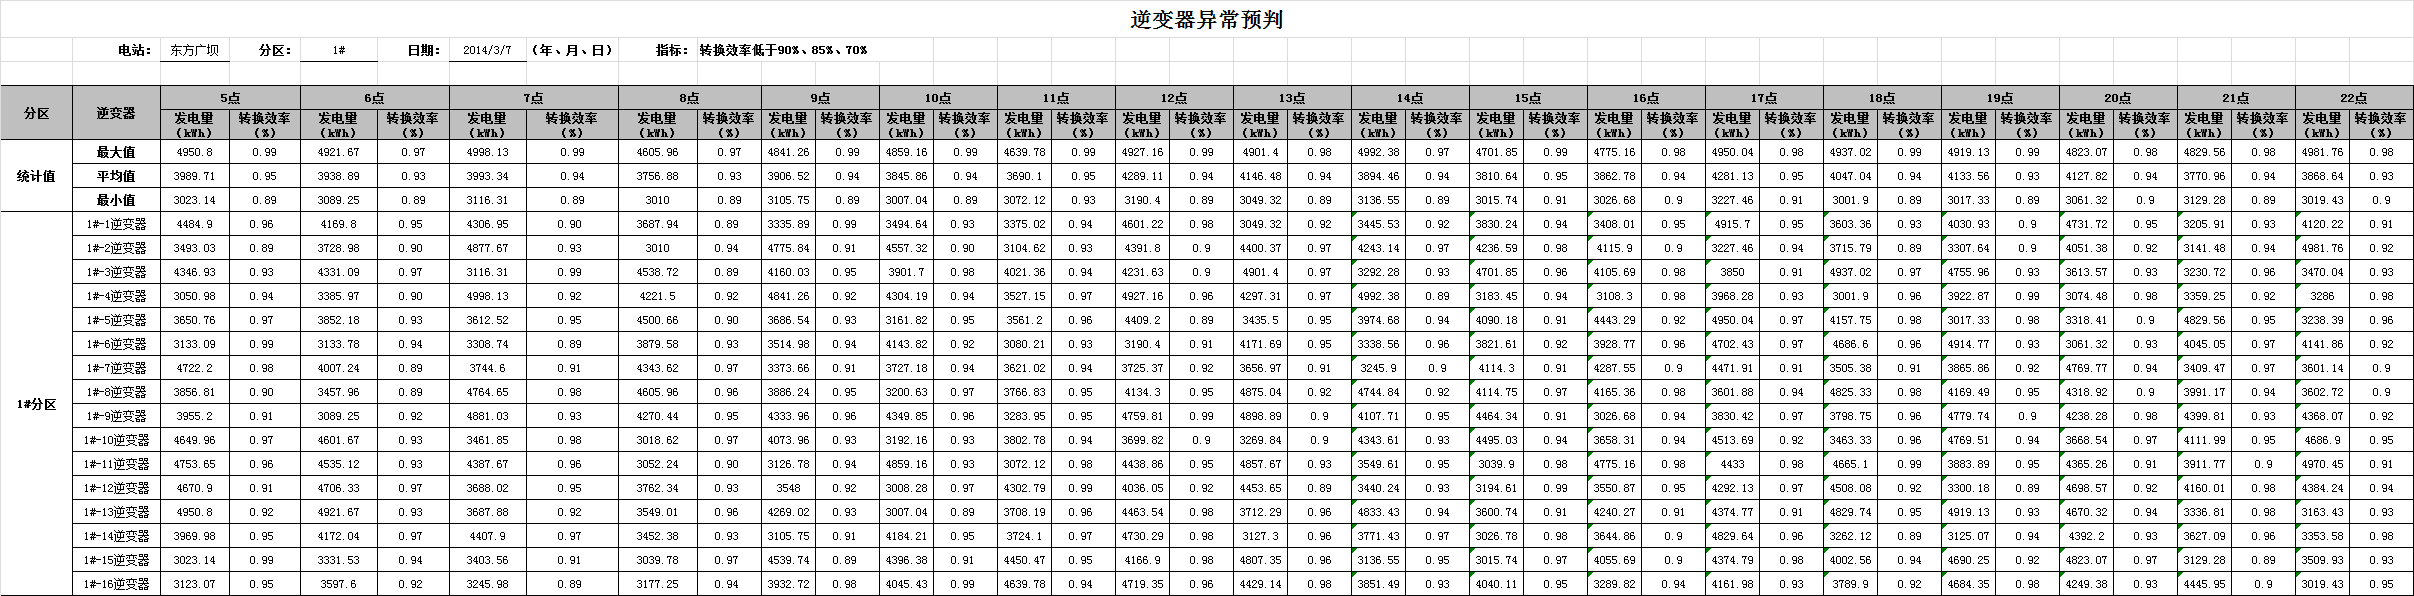 逆变器异常预判
电站： 东方广坝 分区： 1# 日期： 2014/3/7 （年、月、日） 指标： 转换效率低于90%、85%、70%
分区 逆变器 5点 6点 7点 8点 9点 10点 11点 12点 13点 14点 15点 16点 17点 18点 19点 20点 21点 22点
发电量 转换效率 发电量 转换效率 发电量 转换效率 发电量 转换效率 发电量 转换效率 发电量 转换效率 发电量 转换效率 发电量 转换效率 发电量 转换效率 发电量 转换效率 发电量 转换效率 发电量 转换效率 发电量 转换效率 发电量 转换效率 发电量 转换效率 发电量 转换效率 发电量 转换效率 发电量 转换效率
（kWh） （%） （kWh） （%） （kWh） （%） （kWh） （%） （kWh） （%） （kWh） （%） （kWh） （%） （kWh） （%） （kWh） （%） （kWh） （%） （kWh） （%） （kWh） （%） （kWh） （%） （kWh） （%） （kWh） （%） （kWh） （%） （kWh） （%） （kWh） （%）
最大值 4950.8 0.99 4921.67 0.97 4998.13 0.99 4605.96 0.97 4841.26 0.99 4859.16 0.99 4639.78 0.99 4927.16 0.99 4901.4 0.98 4992.38 0.97 4701.85 0.99 4775.16 0.98 4950.04 0.98 4937.02 0.99 4919.13 0.99 4823.07 0.98 4829.56 0.98 4981.76 0.98
统计值 平均值 3989.71 0.95 3938.89 0.93 3993.34 0.94 3756.88 0.93 3906.52 0.94 3845.86 0.94 3690.1 0.95 4289.11 0.94 4146.48 0.94 3894.46 0.94 3810.64 0.95 3862.78 0.94 4281.13 0.95 4047.04 0.94 4133.56 0.93 4127.82 0.94 3770.96 0.94 3868.64 0.93
最小值 3023.14 0.89 3089.25 0.89 3116.31 0.89 3010 0.89 3105.75 0.89 3007.04 0.89 3072.12 0.93 3190.4 0.89 3049.32 0.89 3136.55 0.89 3015.74 0.91 3026.68 0.9 3227.46 0.91 3001.9 0.89 3017.33 0.89 3061.32 0.9 3129.28 0.89 3019.43 0.9
1#-1逆变器 4484.9 0.96 4169.8 0.95 4306.95 0.90 3687.94 0.89 3335.89 0.99 3494.64 0.93 3375.02 0.94 4601.22 0.98 3049.32 0.92 3445.53 0.92 3830.24 0.94 3408.01 0.95 4915.7 0.95 3603.36 0.93 4030.93 0.9 4731.72 0.95 3205.91 0.93 4120.22 0.91
1#-2逆变器 3493.03 0.89 3728.98 0.90 4877.67 0.93 3010 0.94 4775.84 0.91 4557.32 0.90 3104.62 0.93 4391.8 0.9 4400.37 0.97 4243.14 0.97 4236.59 0.98 4115.9 0.9 3227.46 0.94 3715.79 0.89 3307.64 0.9 4051.38 0.92 3141.48 0.94 4981.76 0.92
1#-3逆变器 4346.93 0.93 4331.09 0.97 3116.31 0.99 4538.72 0.89 4160.03 0.95 3901.7 0.98 4021.36 0.94 4231.63 0.9 4901.4 0.97 3292.28 0.93 4701.85 0.96 4105.69 0.98 3850 0.91 4937.02 0.97 4755.96 0.93 3613.57 0.93 3230.72 0.96 3470.04 0.93
1#-4逆变器 3050.98 0.94 3385.97 0.90 4998.13 0.92 4221.5 0.92 4841.26 0.92 4304.19 0.94 3527.15 0.97 4927.16 0.96 4297.31 0.97 4992.38 0.89 3183.45 0.94 3108.3 0.98 3968.28 0.93 3001.9 0.96 3922.87 0.99 3074.48 0.98 3359.25 0.92 3286 0.98
1#-5逆变器 3650.76 0.97 3852.18 0.93 3612.52 0.95 4500.66 0.90 3686.54 0.93 3161.82 0.95 3561.2 0.96 4409.2 0.89 3435.5 0.95 3974.68 0.94 4090.18 0.91 4443.29 0.92 4950.04 0.97 4157.75 0.98 3017.33 0.98 3318.41 0.9 4829.56 0.95 3238.39 0.96
1#-6逆变器 3133.09 0.99 3133.78 0.94 3308.74 0.89 3879.58 0.93 3514.98 0.94 4143.82 0.92 3080.21 0.93 3190.4 0.91 4171.69 0.95 3338.56 0.96 3821.61 0.92 3928.77 0.96 4702.43 0.97 4686.6 0.96 4914.77 0.93 3061.32 0.93 4045.05 0.97 4141.86 0.92
1#-7逆变器 4722.2 0.98 4007.24 0.89 3744.6 0.91 4343.62 0.97 3373.66 0.91 3727.18 0.94 3621.02 0.94 3725.37 0.92 3656.97 0.91 3245.9 0.9 4114.3 0.91 4287.55 0.9 4471.91 0.91 3505.38 0.91 3865.86 0.92 4769.77 0.94 3409.47 0.97 3601.14 0.9
1#-8逆变器 3856.81 0.90 3457.96 0.89 4764.65 0.98 4605.96 0.96 3886.24 0.95 3200.63 0.97 3766.83 0.95 4134.3 0.95 4875.04 0.92 4744.84 0.92 4114.75 0.97 4165.36 0.98 3601.88 0.94 4825.33 0.98 4169.49 0.95 4318.92 0.9 3991.17 0.94 3602.72 0.9
1#分区 1#-9逆变器 3955.2 0.91 3089.25 0.92 4881.03 0.93 4270.44 0.95 4333.96 0.96 4349.85 0.96 3283.95 0.95 4759.81 0.99 4898.89 0.9 4107.71 0.95 4464.34 0.91 3026.68 0.94 3830.42 0.97 3798.75 0.96 4779.74 0.9 4238.28 0.98 4399.81 0.93 4368.07 0.92
1#-10逆变器 4649.96 0.97 4601.67 0.93 3461.85 0.98 3018.62 0.97 4073.96 0.93 3192.16 0.93 3802.78 0.94 3699.82 0.9 3269.84 0.9 4343.61 0.93 4495.03 0.94 3658.31 0.94 4513.69 0.92 3463.33 0.96 4769.51 0.94 3668.54 0.97 4111.99 0.95 4686.9 0.95
1#-11逆变器 4753.65 0.96 4535.12 0.93 4387.67 0.96 3052.24 0.90 3126.78 0.94 4859.16 0.93 3072.12 0.98 4438.86 0.95 4857.67 0.93 3549.61 0.95 3039.9 0.98 4775.16 0.98 4433 0.98 4665.1 0.99 3883.89 0.95 4365.26 0.91 3911.77 0.9 4970.45 0.91
1#-12逆变器 4670.9 0.91 4706.33 0.97 3688.02 0.95 3762.34 0.93 3548 0.92 3008.28 0.97 4302.79 0.99 4036.05 0.92 4453.65 0.89 3440.24 0.93 3194.61 0.99 3550.87 0.95 4292.13 0.97 4508.08 0.92 3300.18 0.89 4698.57 0.92 4160.01 0.98 4384.24 0.94
1#-13逆变器 4950.8 0.92 4921.67 0.93 3687.88 0.92 3549.01 0.96 4269.02 0.93 3007.04 0.89 3708.19 0.96 4463.54 0.98 3712.29 0.96 4833.43 0.94 3600.74 0.91 4240.27 0.91 4374.77 0.91 4829.74 0.95 4919.13 0.93 4670.32 0.94 3336.81 0.98 3163.43 0.93
1#-14逆变器 3969.98 0.95 4172.04 0.97 4407.9 0.97 3452.38 0.93 3105.75 0.91 4184.21 0.95 3724.1 0.97 4730.29 0.98 3127.3 0.96 3771.43 0.97 3026.78 0.98 3644.86 0.9 4829.64 0.96 3262.12 0.89 3125.07 0.94 4392.2 0.93 3627.09 0.96 3353.58 0.98
1#-15逆变器 3023.14 0.99 3331.53 0.94 3403.56 0.91 3039.78 0.97 4539.74 0.89 4396.38 0.91 4450.47 0.95 4166.9 0.98 4807.35 0.96 3136.55 0.95 3015.74 0.97 4055.69 0.9 4374.79 0.98 4002.56 0.94 4690.25 0.92 4823.07 0.97 3129.28 0.89 3509.93 0.93
1#-16逆变器 3123.07 0.95 3597.6 0.92 3245.98 0.89 3177.25 0.94 3932.72 0.98 4045.43 0.99 4639.78 0.94 4719.35 0.96 4429.14 0.98 3851.49 0.93 4040.11 0.95 3289.82 0.94 4161.98 0.93 3789.9 0.92 4684.35 0.98 4249.38 0.93 4445.95 0.9 3019.43 0.95